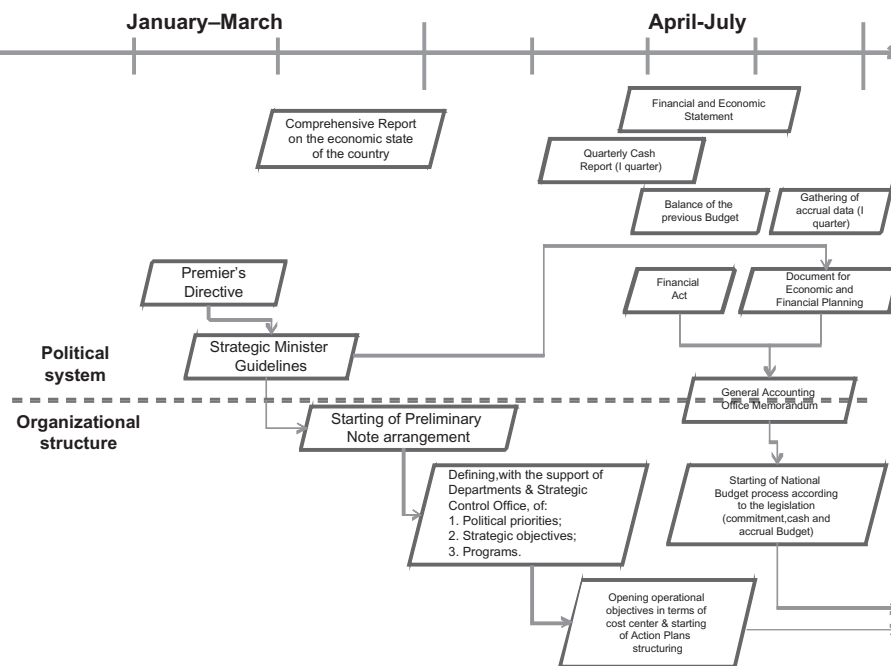 January–March
April-July
Financial and Economic
Statement
Comprehensive Report
on the economic state
of the country
Quarterly Cash
Report (I quarter)
Balance of the
previous Budget
Gathering of
accrual data (I
quarter)
Premier's
Directive
Financial
Act
Document for
Economic and
Financial Planning
Strategic Minister
Guidelines
Political
system
General Accounting
Office Memorandum
Organizational
structure
Starting of Preliminary
Note arrangement
Defining,with the support of
Departments & Strategic
Control Office, of:
1. Political priorities;
2. Strategic objectives;
3. Programs.
Starting of National
Budget process according
to the legislation
(commitment,cash and
accrual Budget)
Opening operational
objectives in terms of
cost center & starting
of Action Plans
structuring